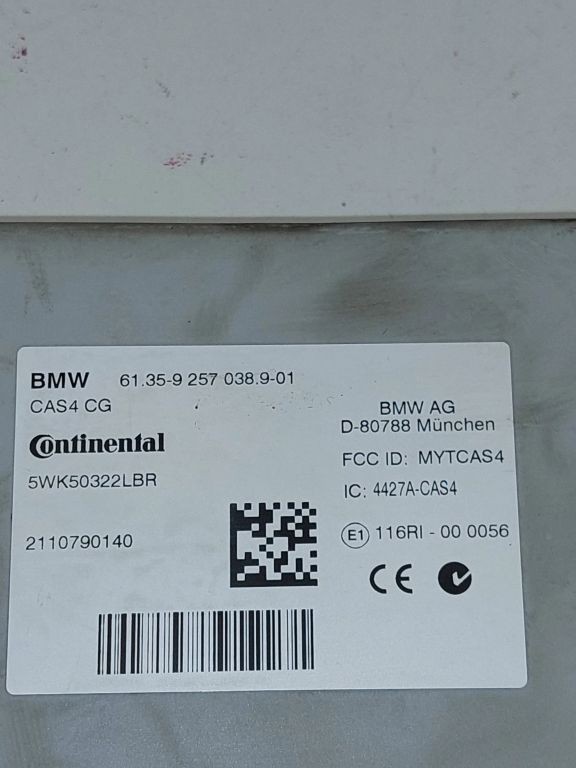 BMW 61.35-9 257 038.9-01
CAS4 CG
Continental
5WK50322LBR
2110790140
BMW AG
D-80788 München
FCC ID: MYTCAS4
IC: 4427A-CAS4
E1 116RI - 00 0056
CE